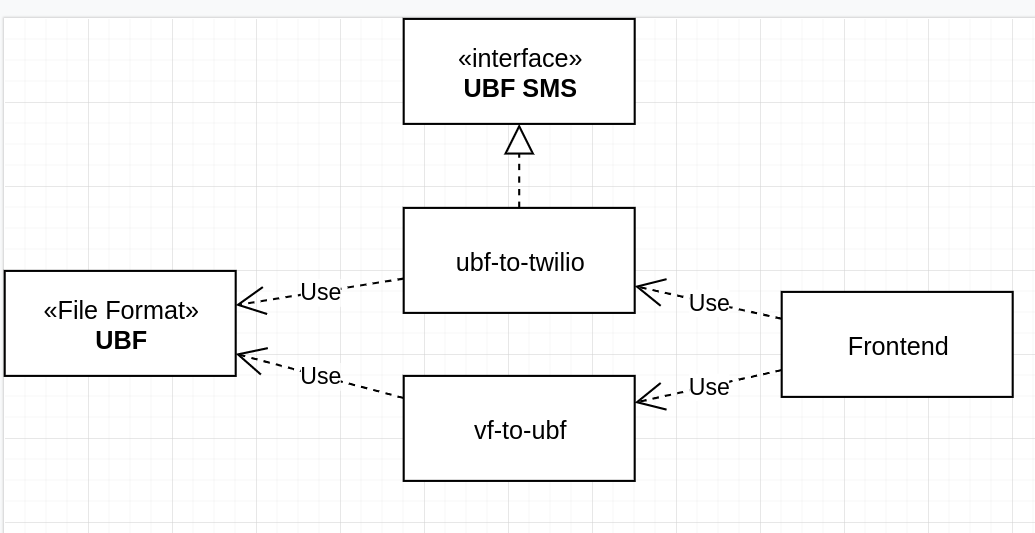 «interface»
UBF SMS
ubf-to-twilio
«File Format»
UBF
Use
Use
Frontend
Use
Use
vf-to-ubf